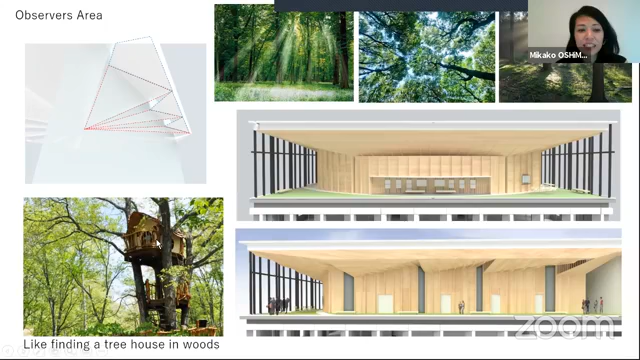 Observers Area
Mikako OSHIM...
Like finding a tree house in woods
zoom